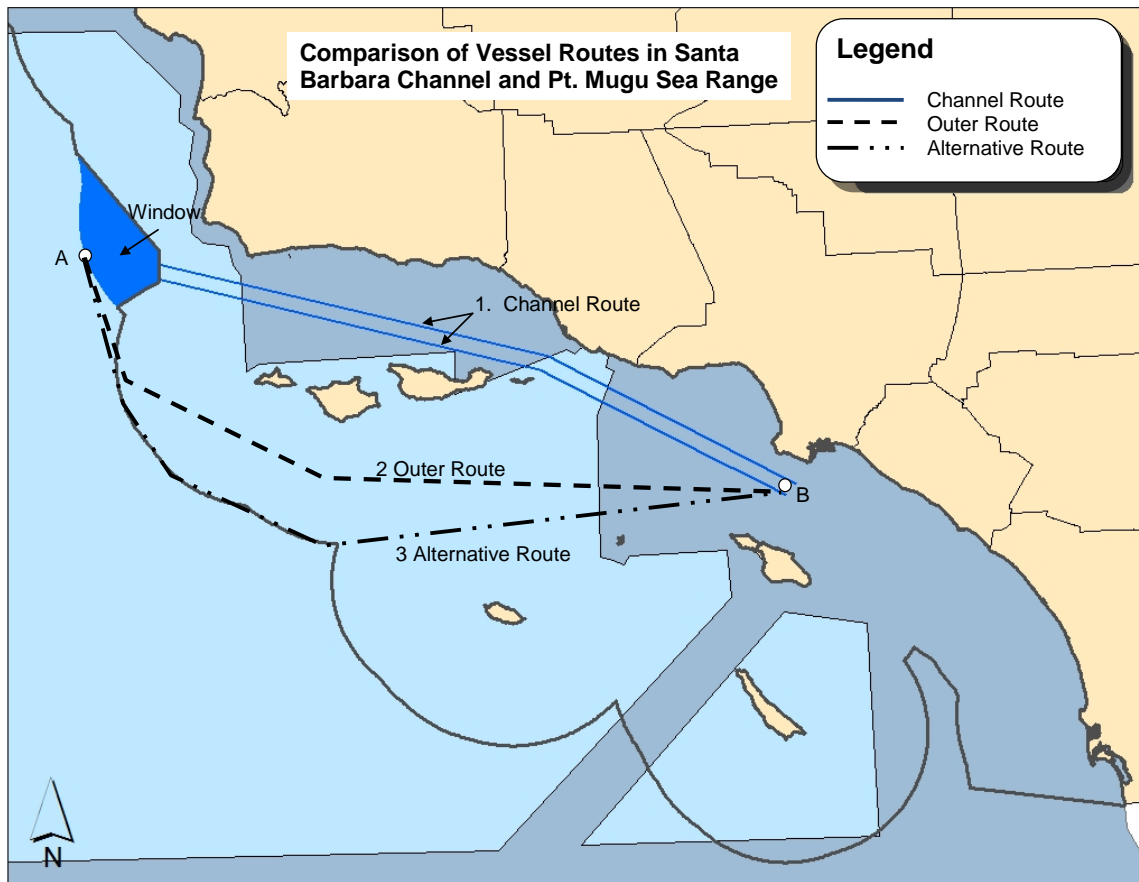 Comparison of Vessel Routes in Santa
Barbara Channel and Pt. Mugu Sea Range
Legend
Channel Route
Outer Route
Alternative Route
Window
A
1. Channel Route
2 Outer Route
B
3 Alternative Route
N